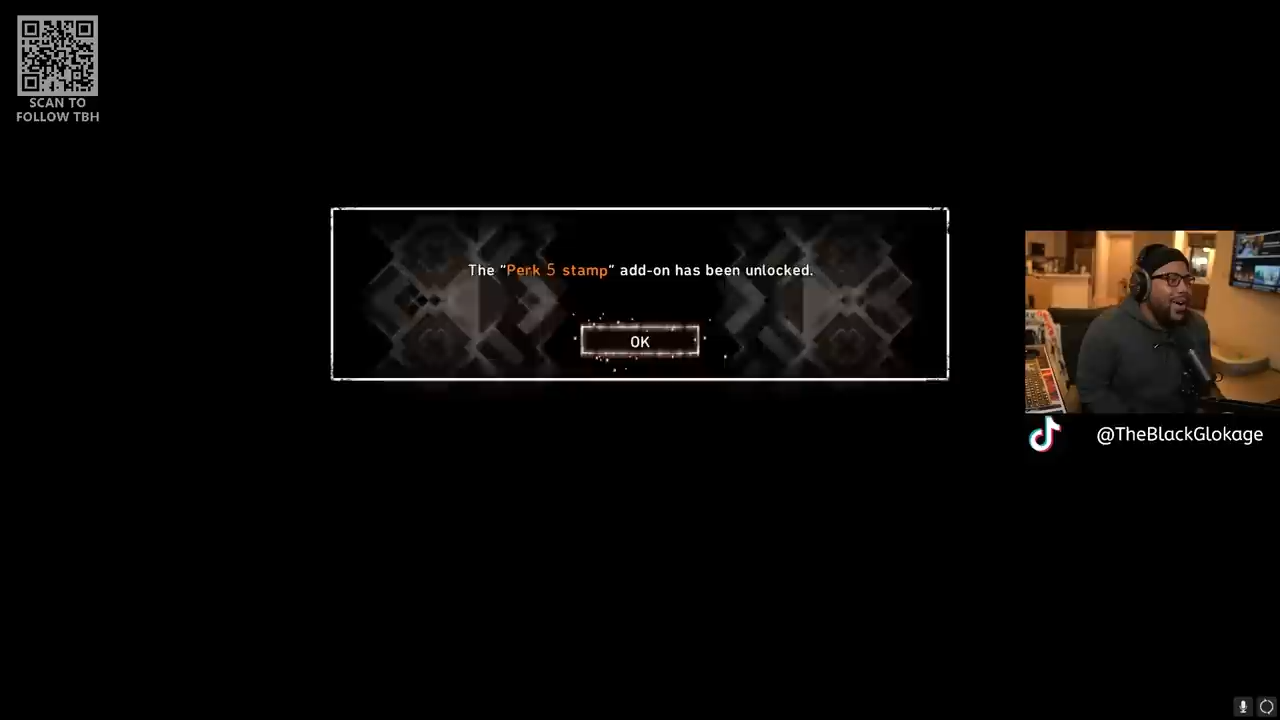 SCAN TO
FOLLOW TBH
The "Perk 5 stamp" add-on has been unlocked.
OK
@TheBlackGlokage